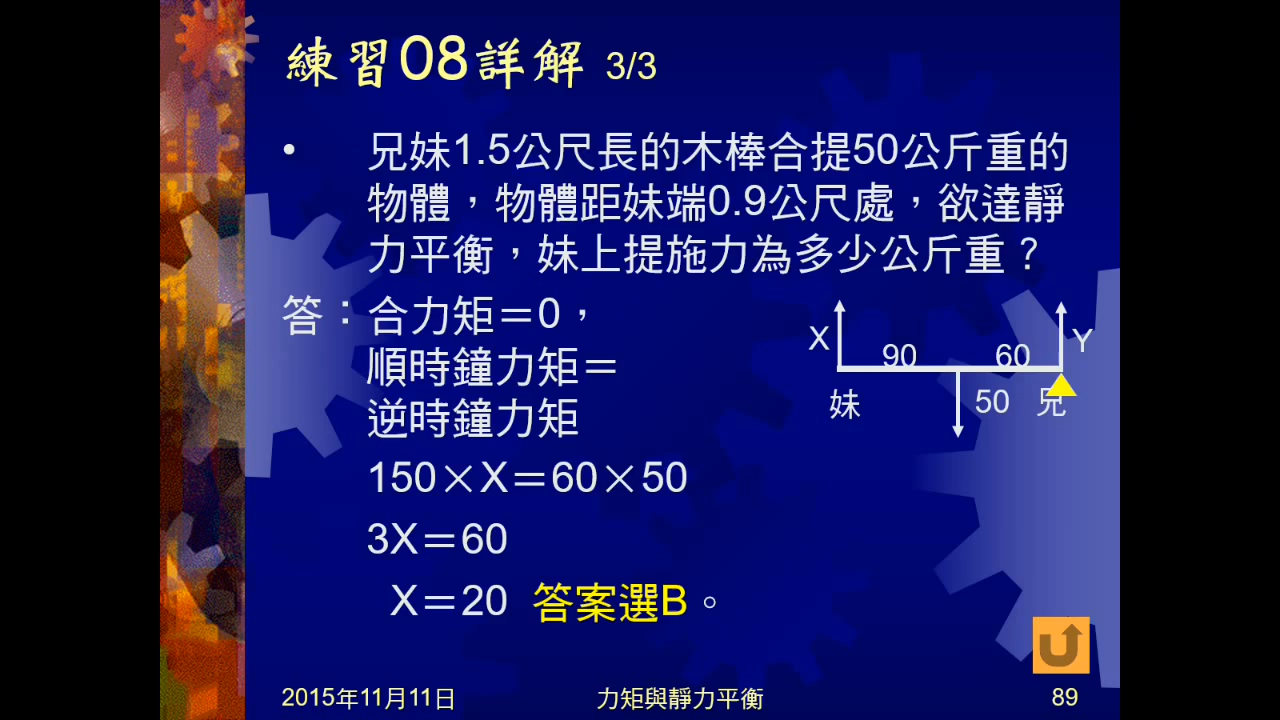 練習08詳解 3/3
• 兄妹1.5公尺長的木棒合提50公斤重的
物體，物體距妹端0.9公尺處，欲達靜
力平衡，妹上提施力為多少公斤重？
答：合力矩＝0，
順時鐘力矩＝
逆時鐘力矩
X 90 60 Y
妹 50 兄
150×X＝60×50
3X＝60
X＝20 答案選B。
2015年11月11日 力矩與靜力平衡 89